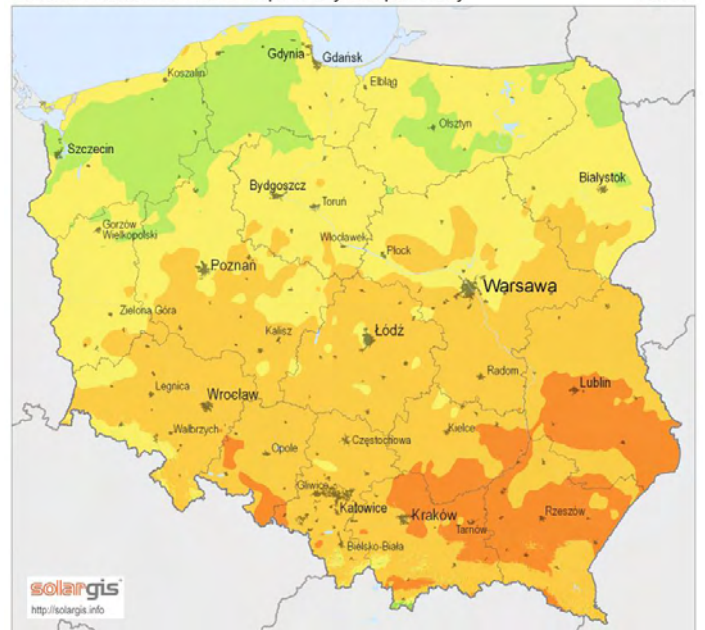 Gdynia
Gdańsk
Koszalin
Elbląg
Olsztyn
Szczecin
Białystok
Bydgoszcz
Toruń
Gorzów
Wielkopolski
Włocławek
Płock
Poznań
Warsawa
Zielona Góra
Kalisz
Łódź
Radom
Lublin
Legnica
Wrocław
Wałbrzych
Opole
Częstochowa
Kielce
Gliwice
Katowice
Kraków
Tarnów
Rzeszów
Bielsko-Biała
solargis
http://solargis.info